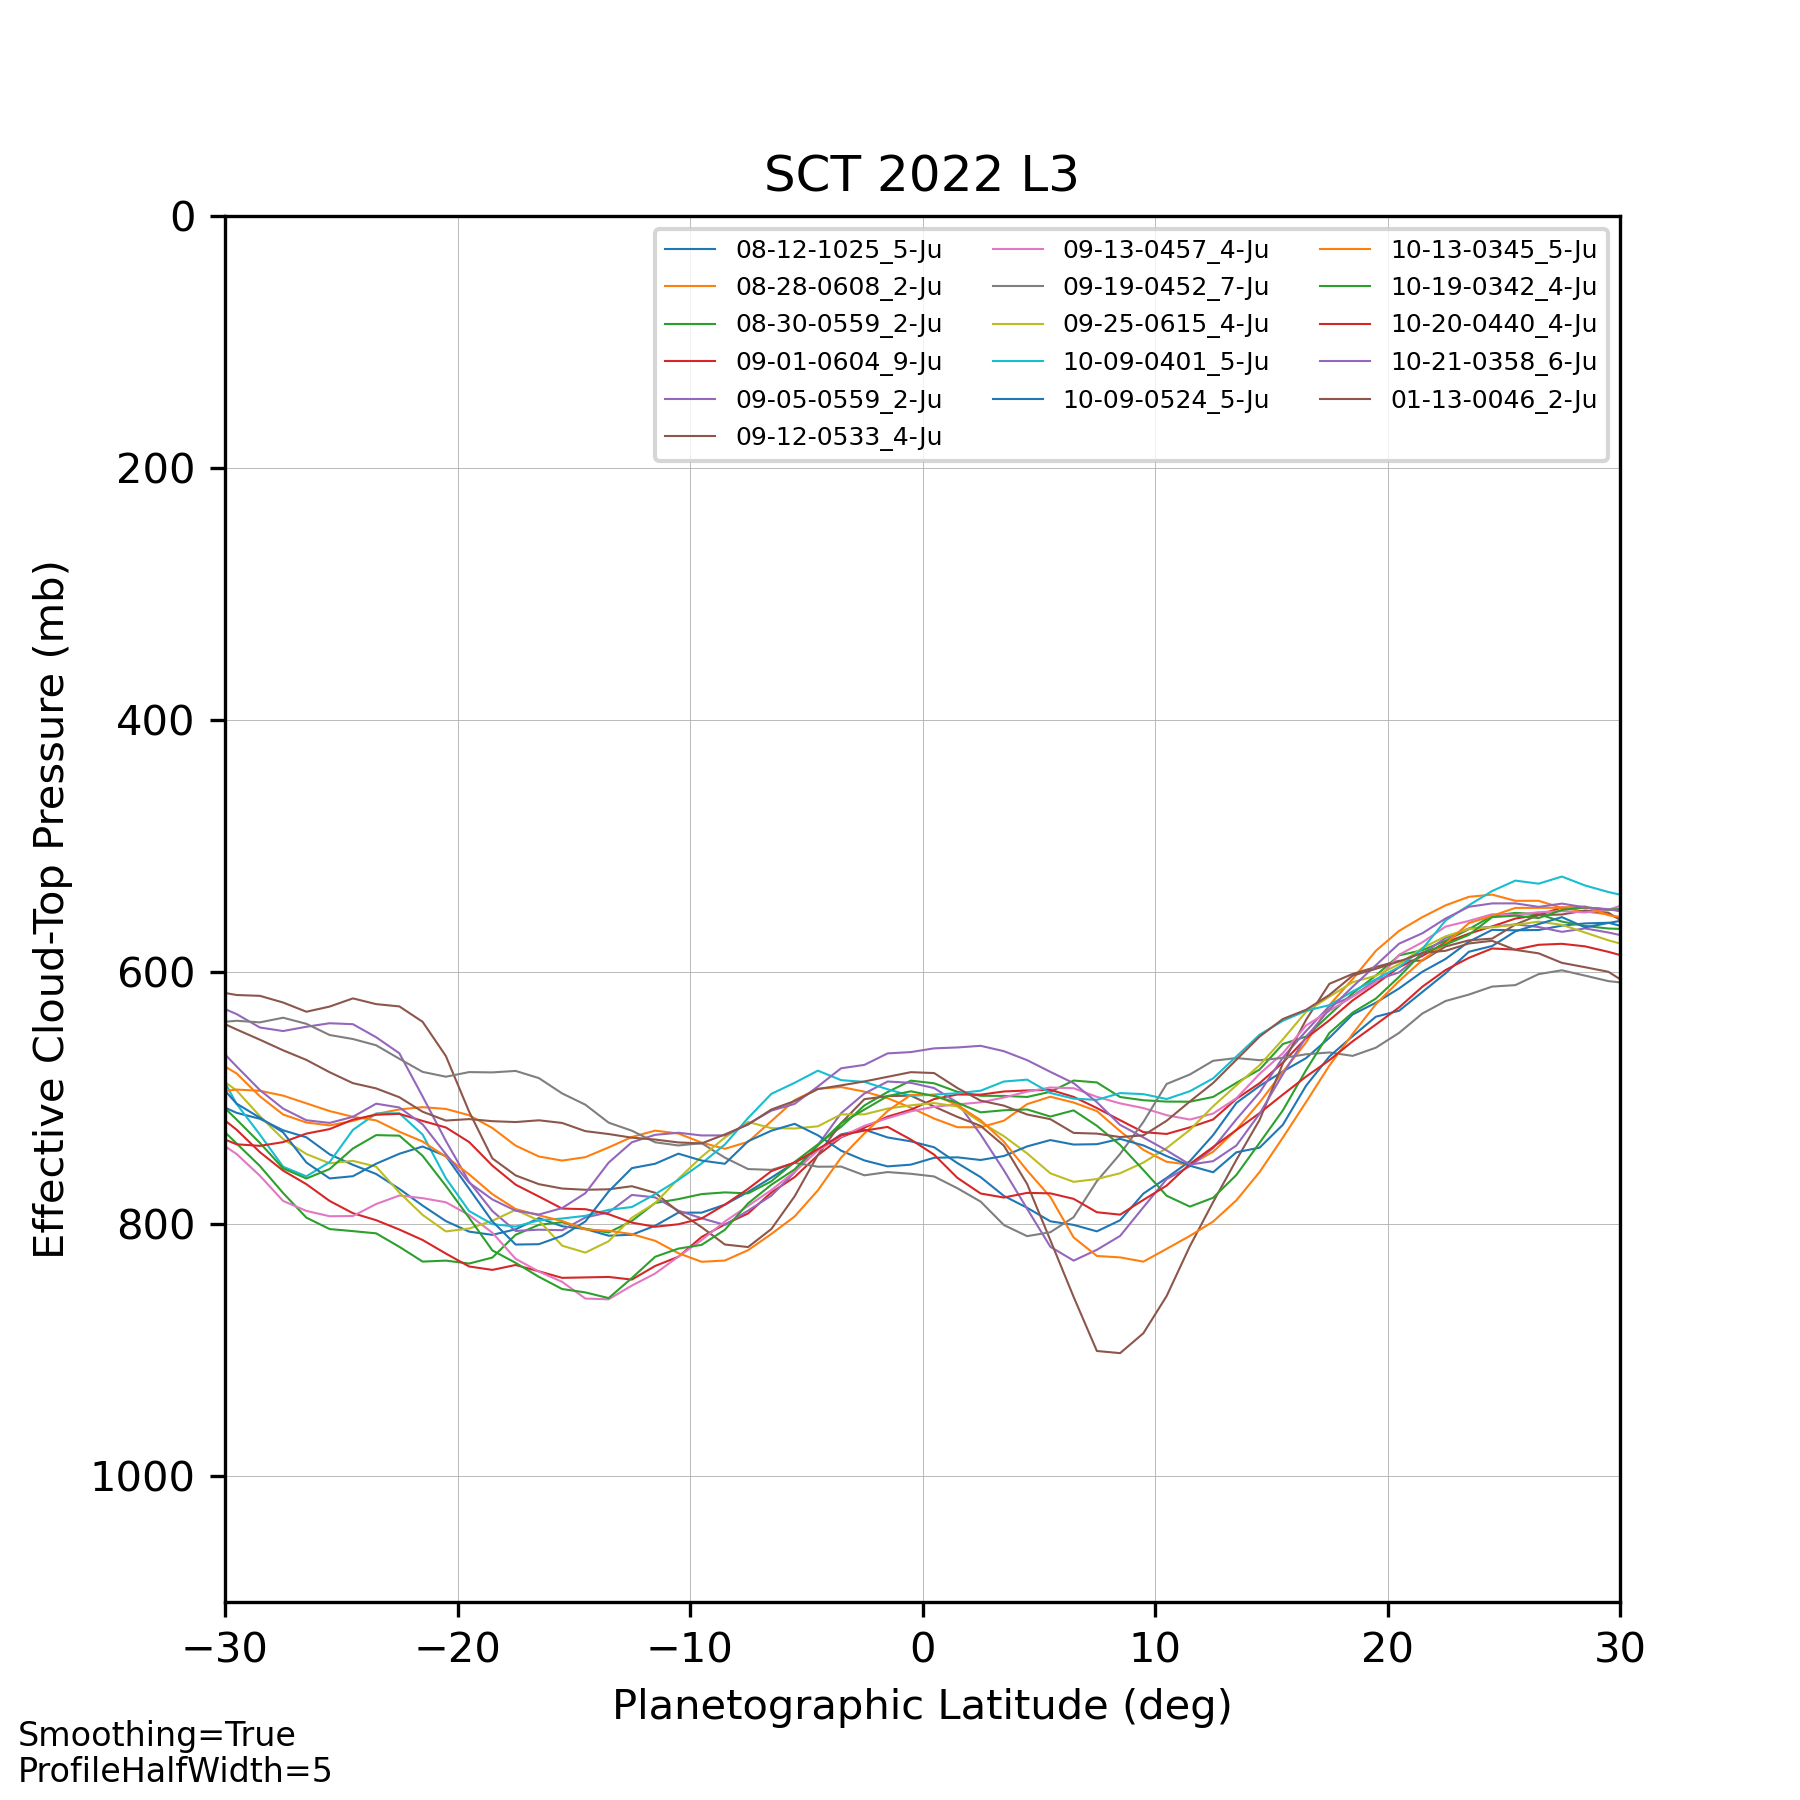 SCT 2022 L3
0
200
400
600
800
1000
Effective Cloud-Top Pressure (mb)
08-12-1025_5-Ju
08-28-0608_2-Ju
08-30-0559_2-Ju
09-01-0604_9-Ju
09-05-0559_2-Ju
09-12-0533_4-Ju
09-13-0457_4-Ju
09-19-0452_7-Ju
09-25-0615_4-Ju
10-09-0401_5-Ju
10-09-0524_5-Ju
10-13-0345_5-Ju
10-19-0342_4-Ju
10-20-0440_4-Ju
10-21-0358_6-Ju
01-13-0046_2-Ju
−30 −20 −10 0 10 20 30
Planetographic Latitude (deg)
Smoothing=True
ProfileHalfWidth=5